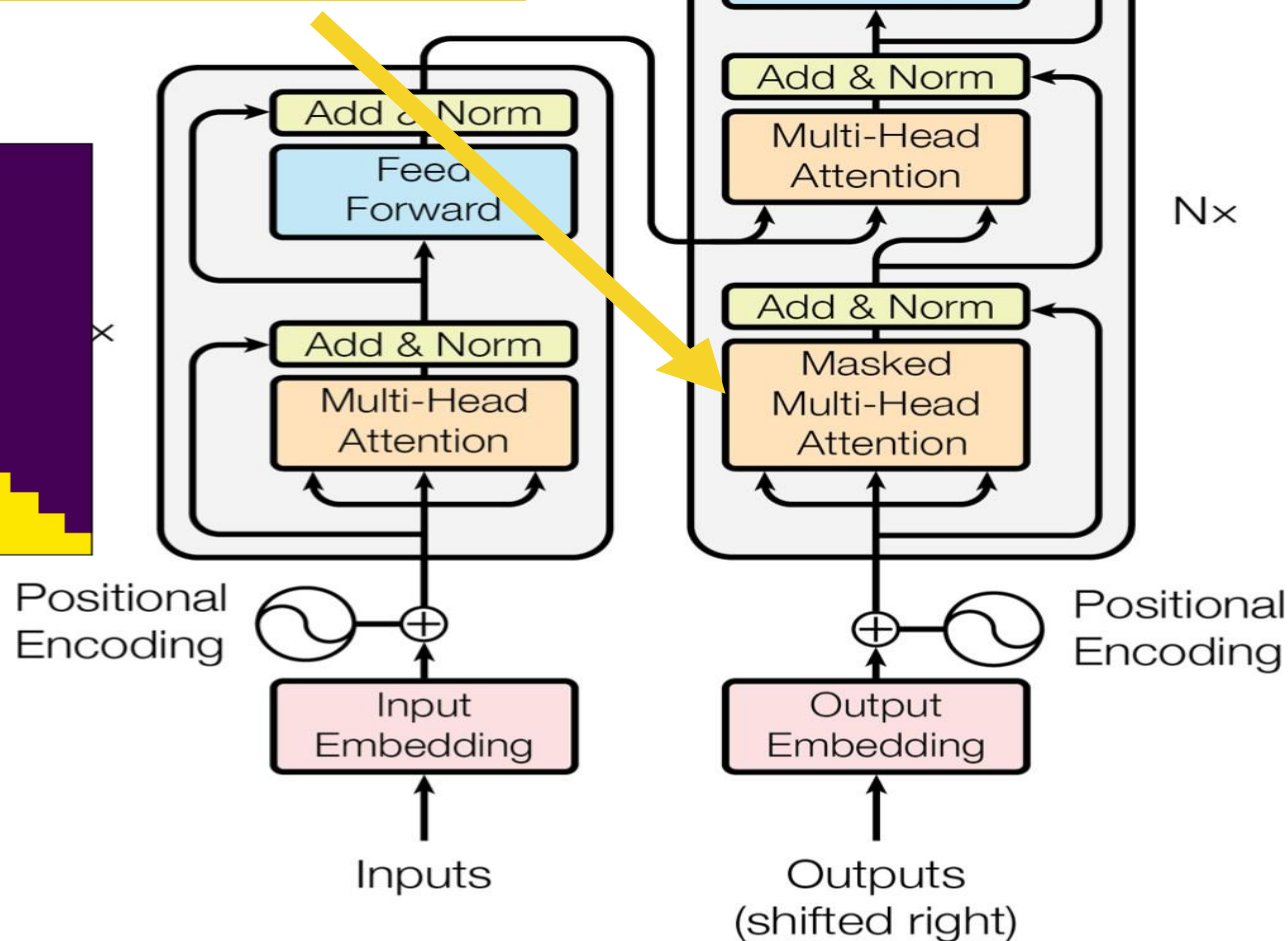 Add & Norm
Feed
Forward
Add & Norm
Multi-Head
Attention
×
Positional
Encoding
Input
Embedding
Inputs
Add & Norm
Multi-Head
Attention
N×
Add & Norm
Masked
Multi-Head
Attention
Positional
Encoding
Output
Embedding
Outputs
(shifted right)